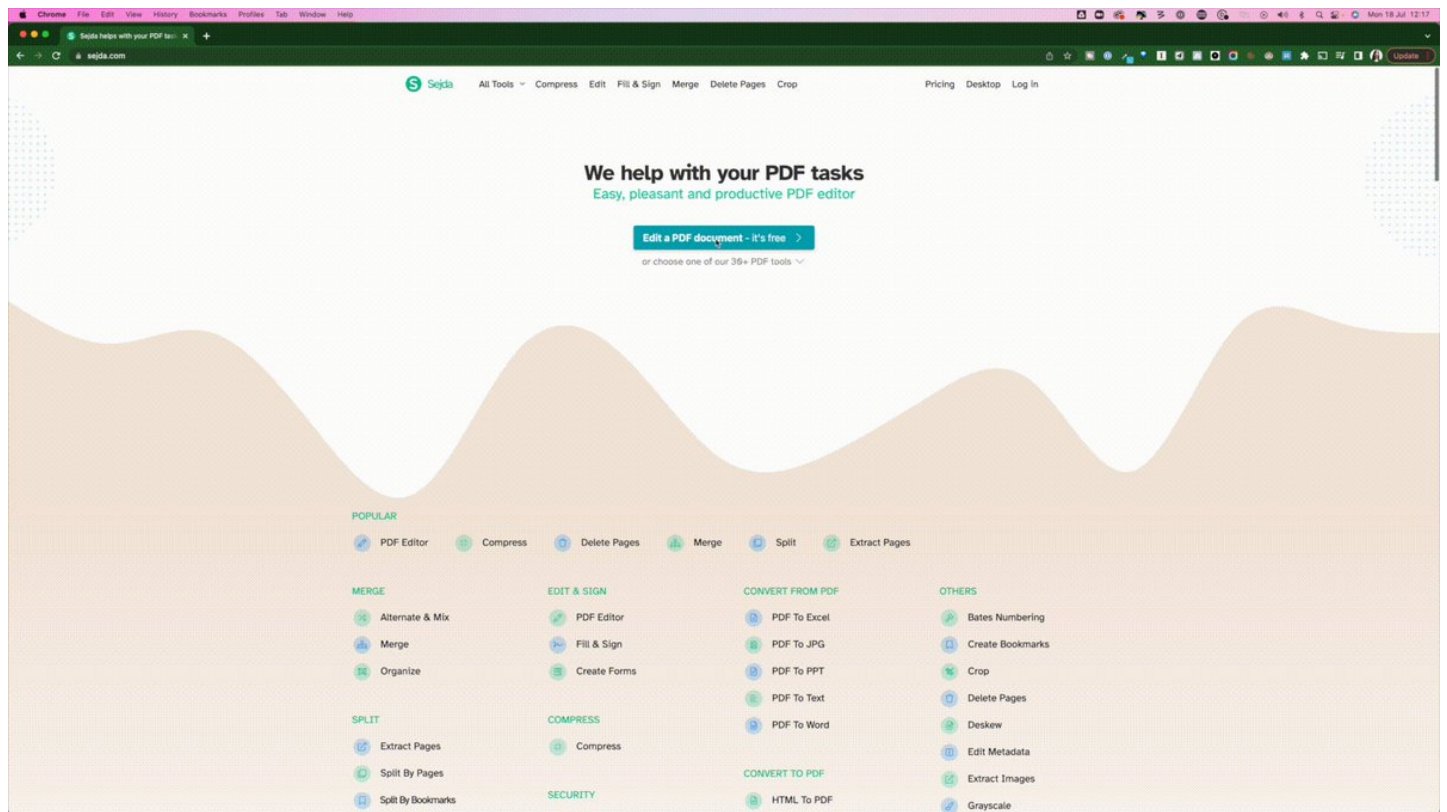 Chrome File Edit View History Bookmarks Profiles Tab Window Help
Mon 18 Jul 12:17
Sejda helps with your PDF tas
sejda.com
Update
Sejda All Tools Compress Edit Fill & Sign Merge Delete Pages Crop Pricing Desktop Log in
We help with your PDF tasks
Easy, pleasant and productive PDF editor
Edit a PDF document - it's free
or choose one of our 30+ PDF tools
POPULAR
PDF Editor Compress Delete Pages Merge Split Extract Pages
MERGE
Alternate & Mix
Merge
Organize
SPLIT
Extract Pages
Split By Pages
Split By Bookmarks
EDIT & SIGN
PDF Editor
Fill & Sign
Create Forms
COMPRESS
Compress
SECURITY
CONVERT FROM PDF
PDF To Excel
PDF To JPG
PDF To PPT
PDF To Text
PDF To Word
CONVERT TO PDF
HTML To PDF
OTHERS
Bates Numbering
Create Bookmarks
Crop
Delete Pages
Deskew
Edit Metadata
Extract Images
Grayscale